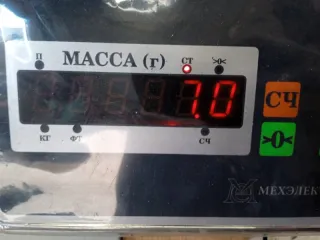 П МАССА (г) СТ >0<
7.0
КГ ФТ СЧ
СЧ
>0<
МЕХЭЛЕК